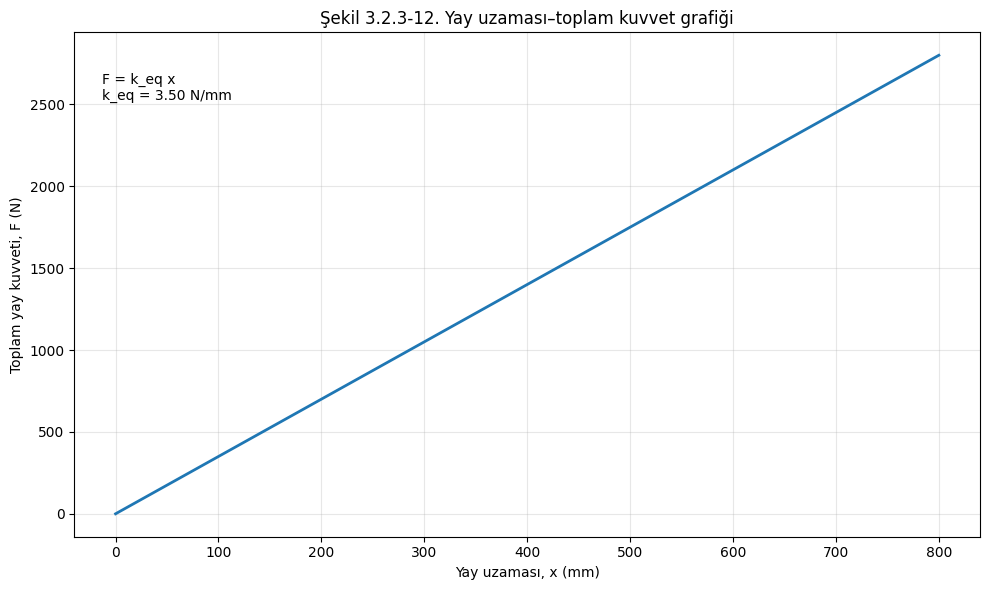 Şekil 3.2.3-12. Yay uzaması–toplam kuvvet grafiği
F = k_eq x
k_eq = 3.50 N/mm
Toplam yay kuvveti, F (N)
2500
2000
1500
1000
500
0
0 100 200 300 400 500 600 700 800
Yay uzaması, x (mm)